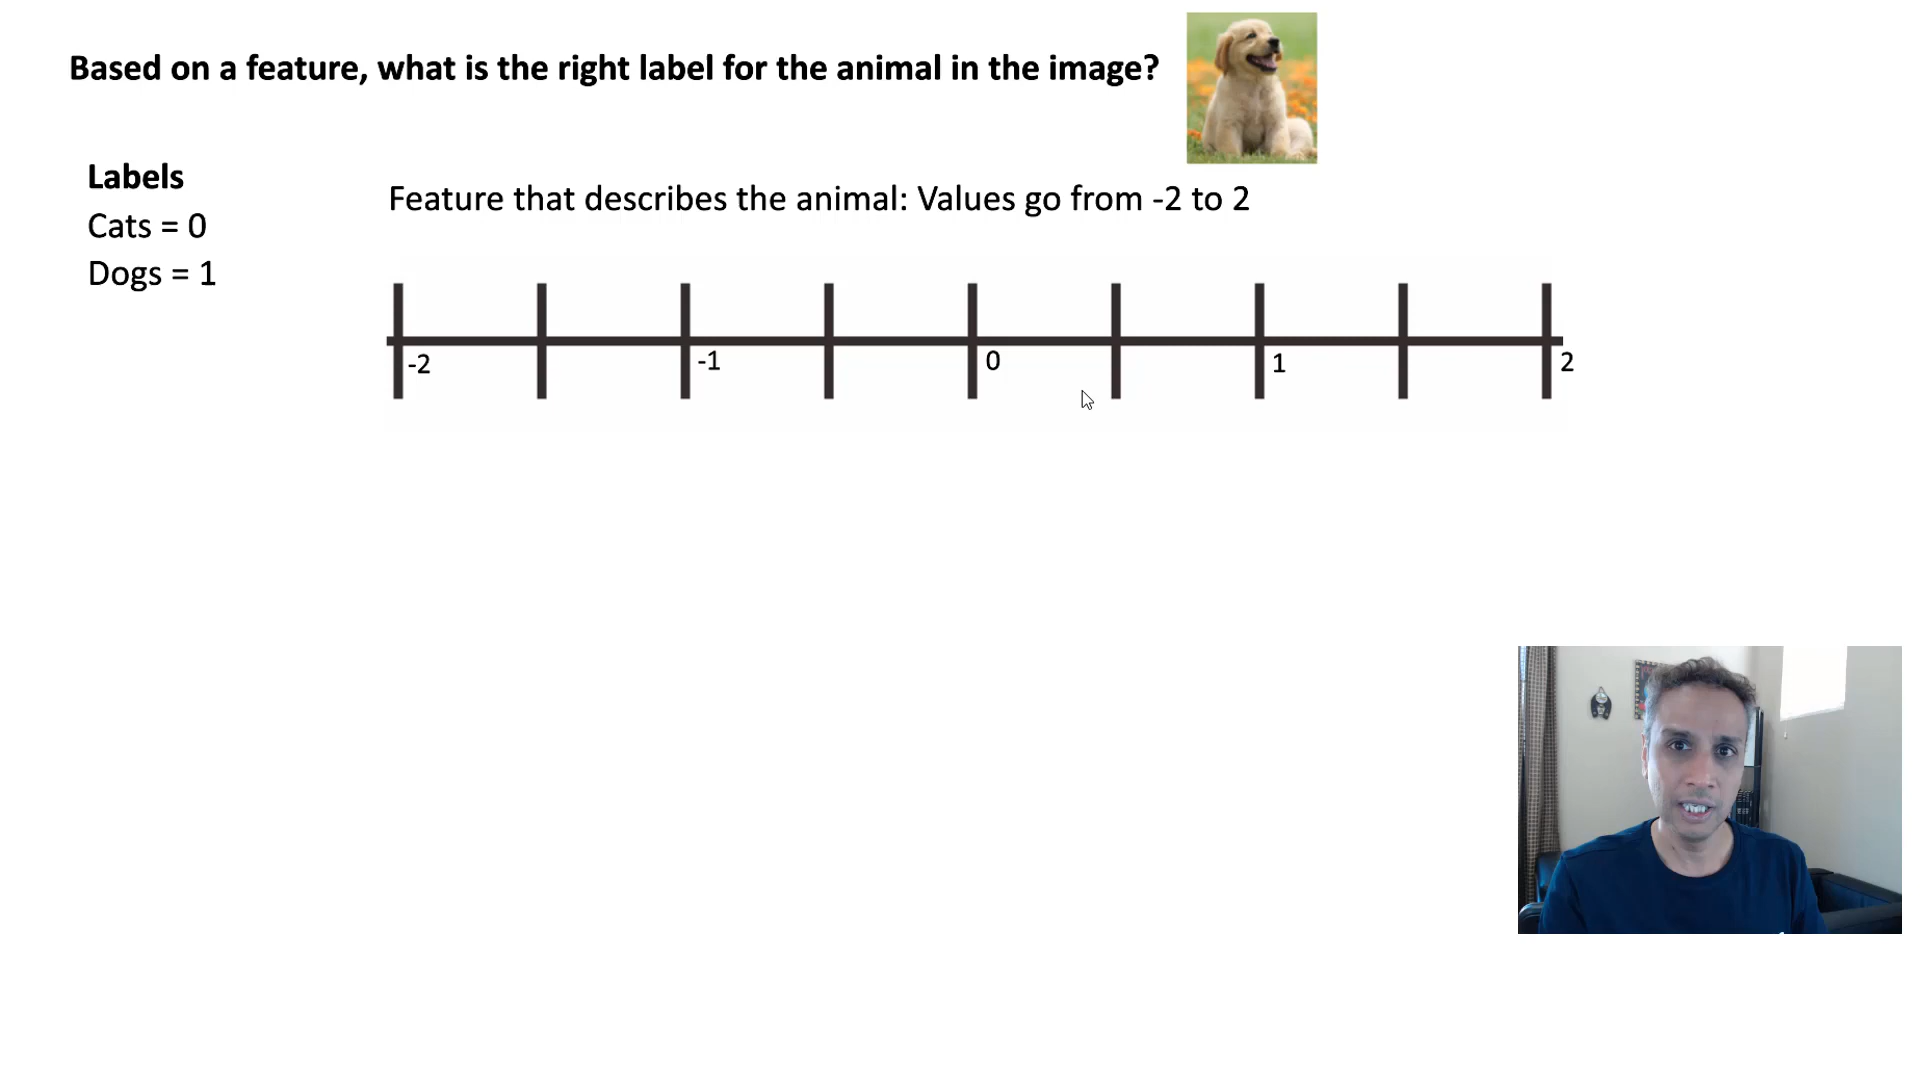 Based on a feature, what is the right label for the animal in the image?
Labels
Cats = 0
Dogs = 1
Feature that describes the animal: Values go from -2 to 2
-2 -1 0 1 2